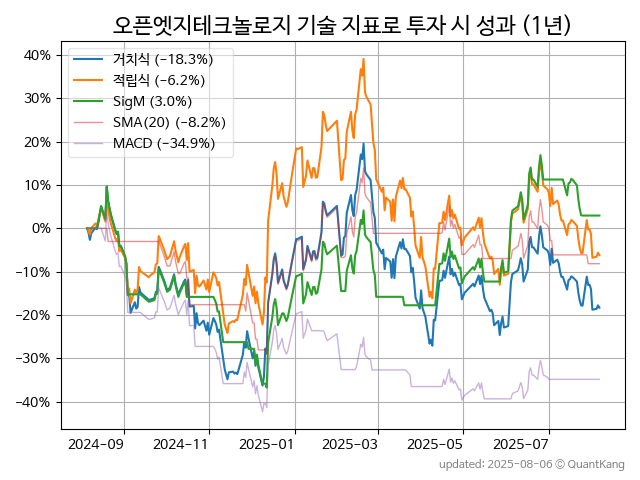 오픈엣지테크놀로지 기술 지표로 투자 시 성과 (1년)
거치식 (−18.3%)
적립식 (−6.2%)
SigM (3.0%)
SMA(20) (−8.2%)
MACD (−34.9%)
40%
30%
20%
10%
0%
−10%
−20%
−30%
−40%
2024-09 2024-11 2025-01 2025-03 2025-05 2025-07
updated: 2025-08-06 © QuantKang